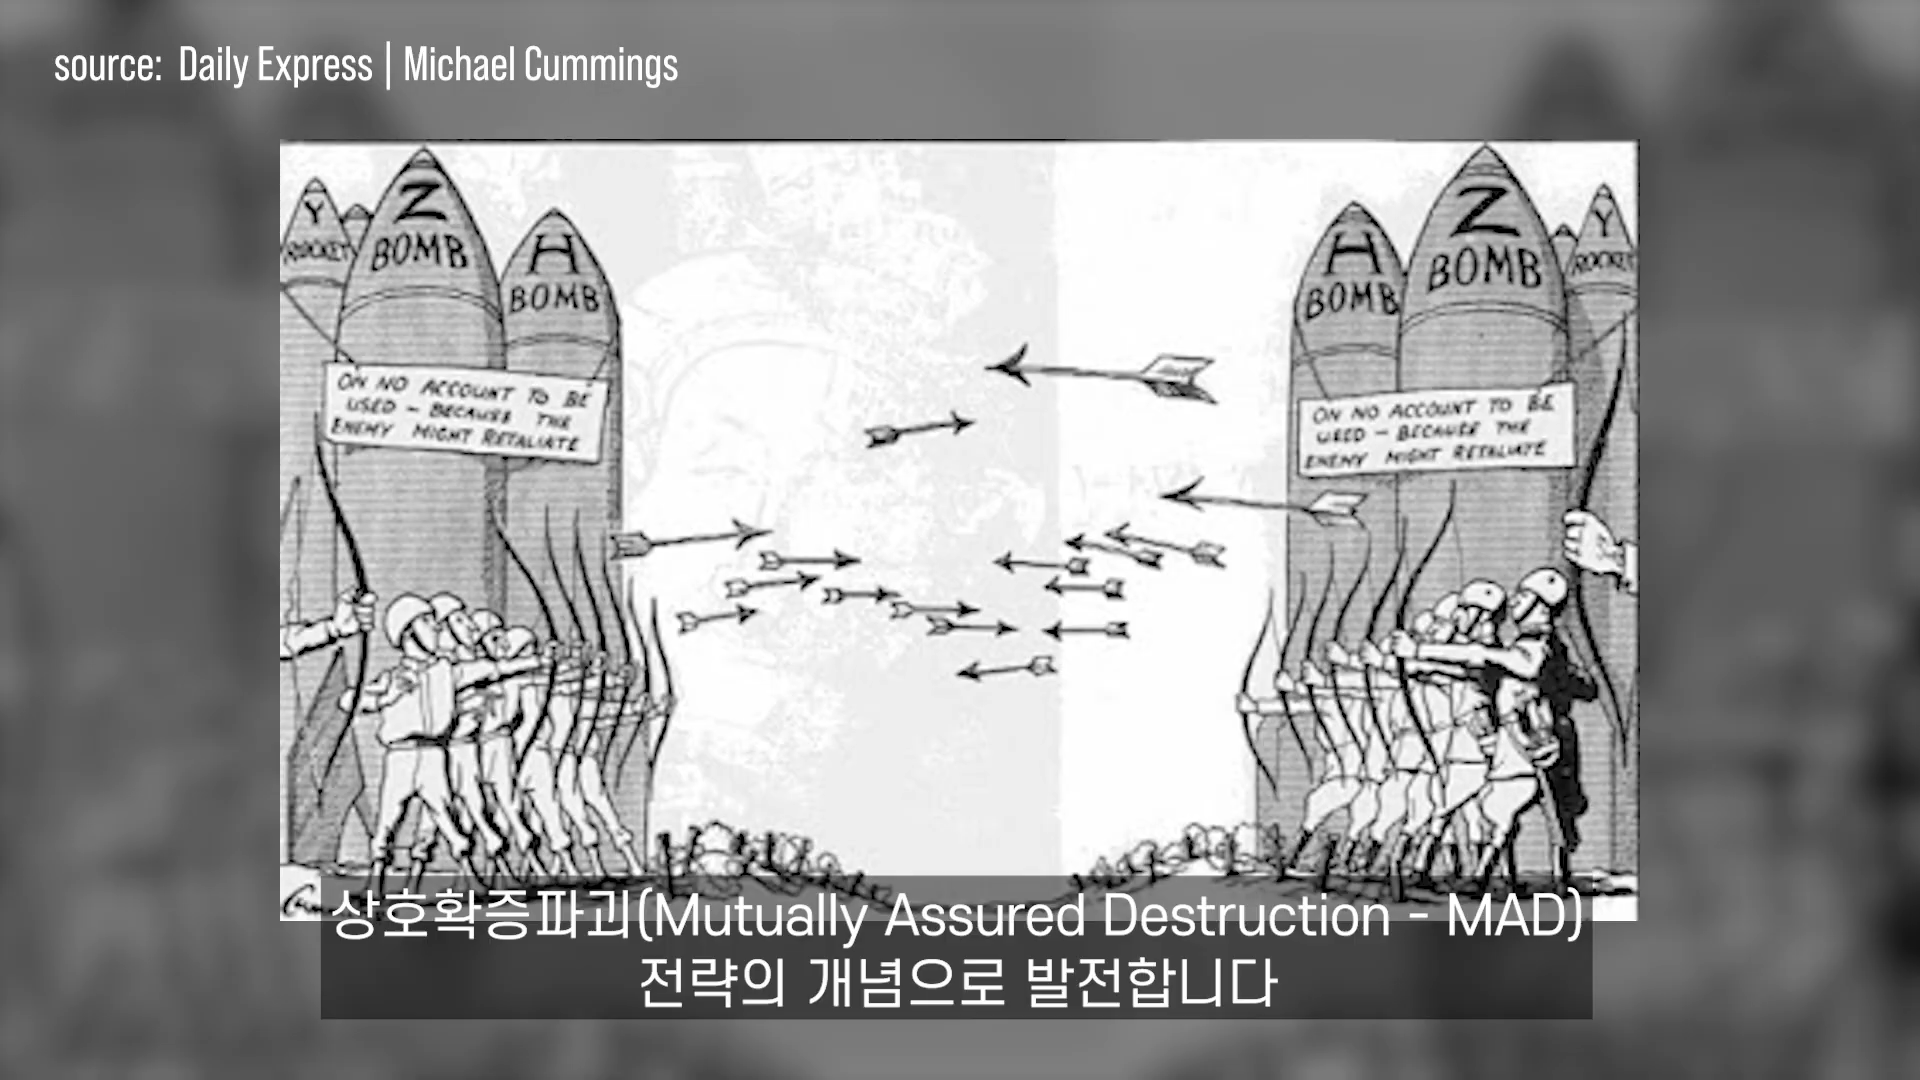 source: Daily Express | Michael Cummings
Y
ROCKET
Z
BOMB
H
BOMB
H
BOMB
Z
BOMB
Y
ROCKET
ON NO ACCOUNT TO BE
USED - BECAUSE THE
ENEMY MIGHT RETALIATE
ON NO ACCOUNT TO BE
USED - BECAUSE THE
ENEMY MIGHT RETALIATE
상호확증파괴(Mutually Assured Destruction - MAD)
전략의 개념으로 발전합니다